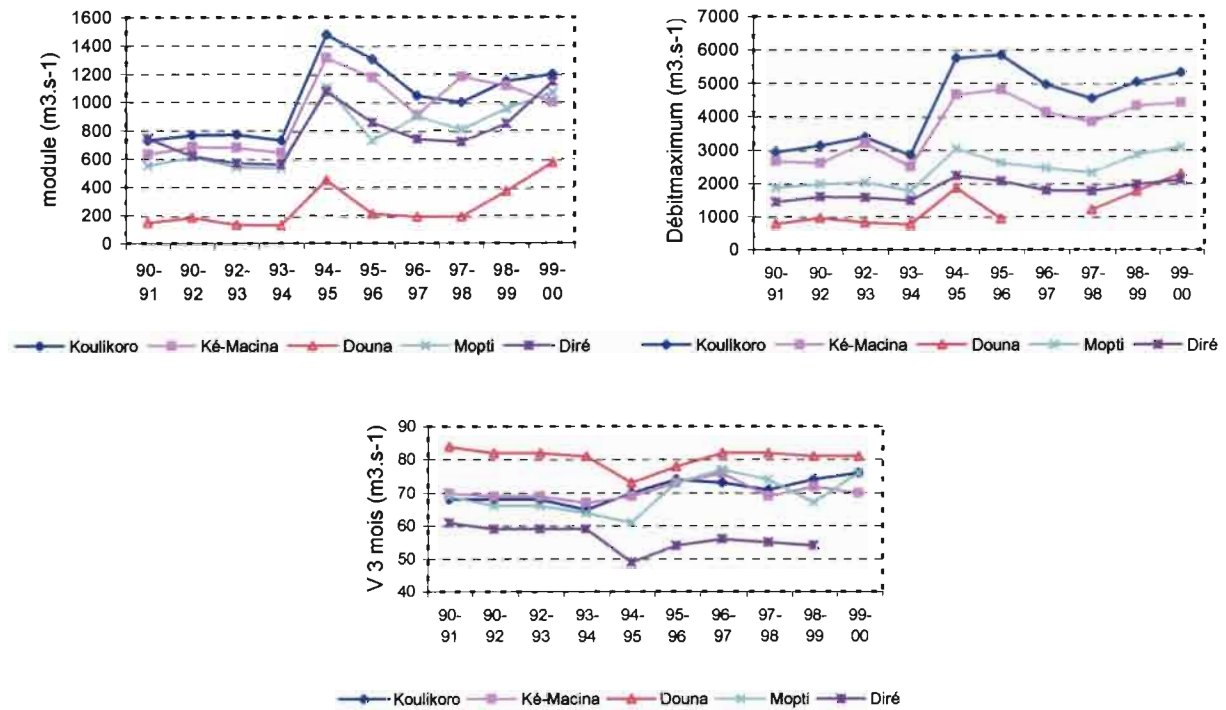 module (m3.s-1)
1600
1400
1200
1000
800
600
400
200
0
90-91 90-92 92-93 93-94 94-95 95-96 96-97 97-98 98-99 99-00
Koulikoro Ké-Macina Douna Mopti Diré
Débitmaximum (m3.s-1)
7000
6000
5000
4000
3000
2000
1000
0
90-91 90-92 92-93 93-94 94-95 95-96 96-97 97-98 98-99 99-00
Koulikoro Ké-Macina Douna Mopti Diré
V 3 mois (m3.s-1)
90
80
70
60
50
40
90-91 90-92 92-93 93-94 94-95 95-96 96-97 97-98 98-99 99-00
Koulikoro Ké-Macina Douna Mopti Diré